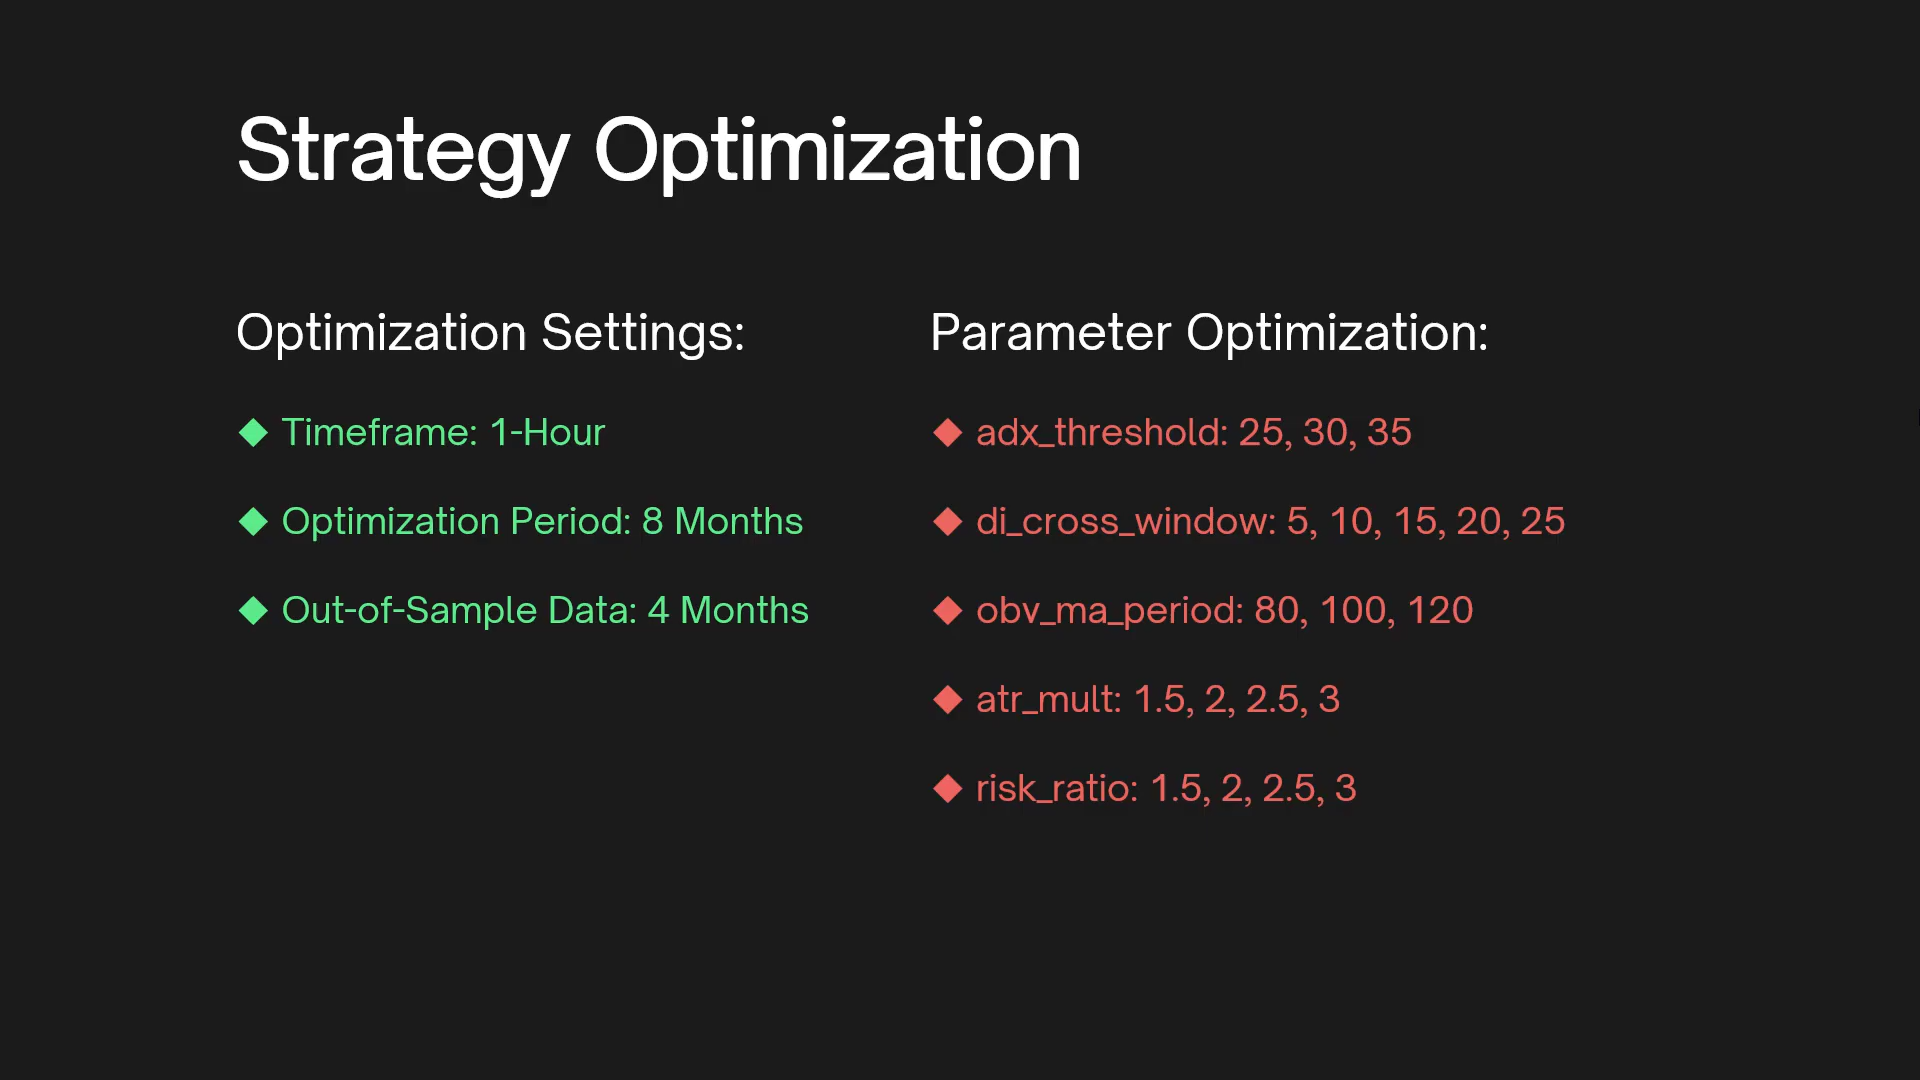 Strategy Optimization
Optimization Settings:
Timeframe: 1-Hour
Optimization Period: 8 Months
Out-of-Sample Data: 4 Months
Parameter Optimization:
adx_threshold: 25, 30, 35
di_cross_window: 5, 10, 15, 20, 25
obv_ma_period: 80, 100, 120
atr_mult: 1.5, 2, 2.5, 3
risk_ratio: 1.5, 2, 2.5, 3